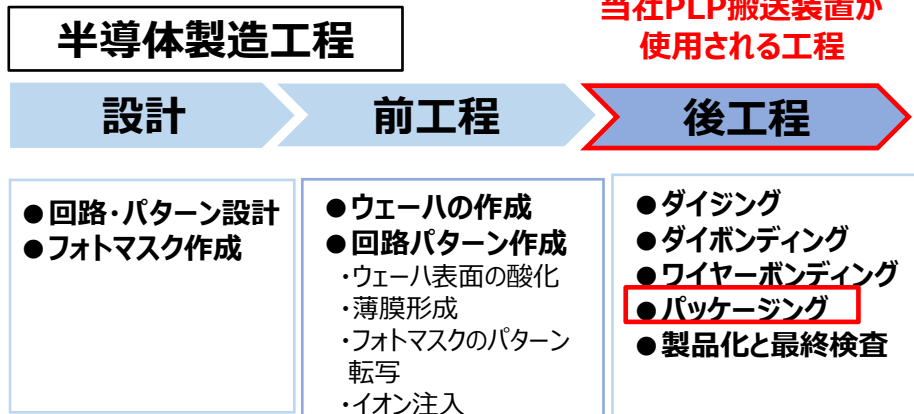 半導体製造工程
当社PLP搬送装置が
使用される工程
設計
前工程
後工程
●回路・パターン設計
●フォトマスク作成
●ウェーハの作成
●回路パターン作成
・ウェーハ表面の酸化
・薄膜形成
・フォトマスクのパターン
転写
・イオン注入
●ダイジング
●ダイボンディング
●ワイヤーボンディング
●パッケージング
●製品化と最終検査